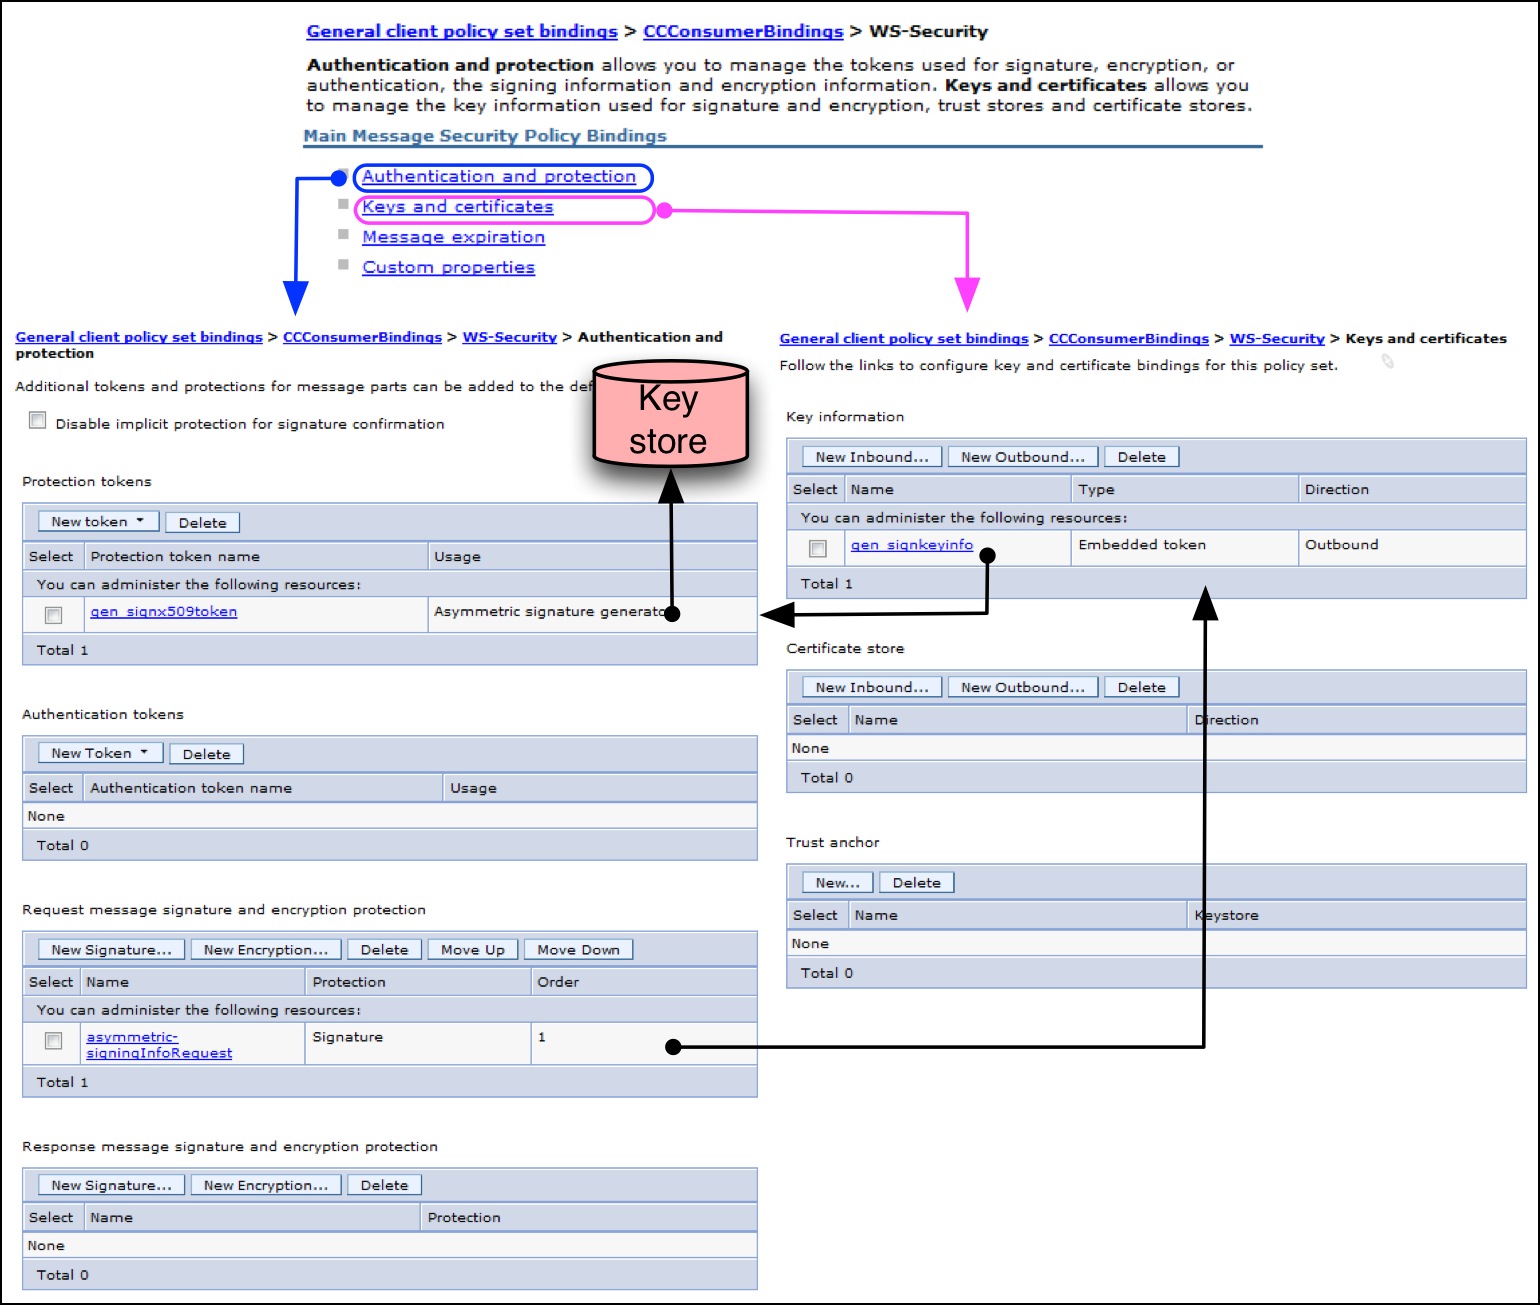 General client policy set bindings > CCConsumerBindings > WS-Security
Authentication and protection allows you to manage the tokens used for signature, encryption, or
authentication, the signing information and encryption information. Keys and certificates allows you
to manage the key information used for signature and encryption, trust stores and certificate stores.
Main Message Security Policy Bindings
Authentication and protection
Keys and certificates
Message expiration
Custom properties
General client policy set bindings > CCConsumerBindings > WS-Security > Authentication and
protection
Additional tokens and protections for message parts can be added to the def
Disable implicit protection for signature confirmation
Key
store
Protection tokens
New token Delete
Select Protection token name Usage
You can administer the following resources:
gen_signx509token Asymmetric signature generator
Total 1
Authentication tokens
New Token Delete
Select Authentication token name Usage
None
Total 0
Request message signature and encryption protection
New Signature... New Encryption... Delete Move Up Move Down
Select Name Protection Order
You can administer the following resources:
asymmetric- Signature 1
signingInfoRequest
Total 1
Response message signature and encryption protection
New Signature... New Encryption... Delete
Select Name Protection
None
Total 0
General client policy set bindings > CCConsumerBindings > WS-Security > Keys and certificates
Follow the links to configure key and certificate bindings for this policy set.
Key information
New Inbound... New Outbound... Delete
Select Name Type Direction
You can administer the following resources:
gen_signkeyinfo Embedded token Outbound
Total 1
Certificate store
New Inbound... New Outbound... Delete
Select Name Direction
None
Total 0
Trust anchor
New... Delete
Select Name Keystore
None
Total 0